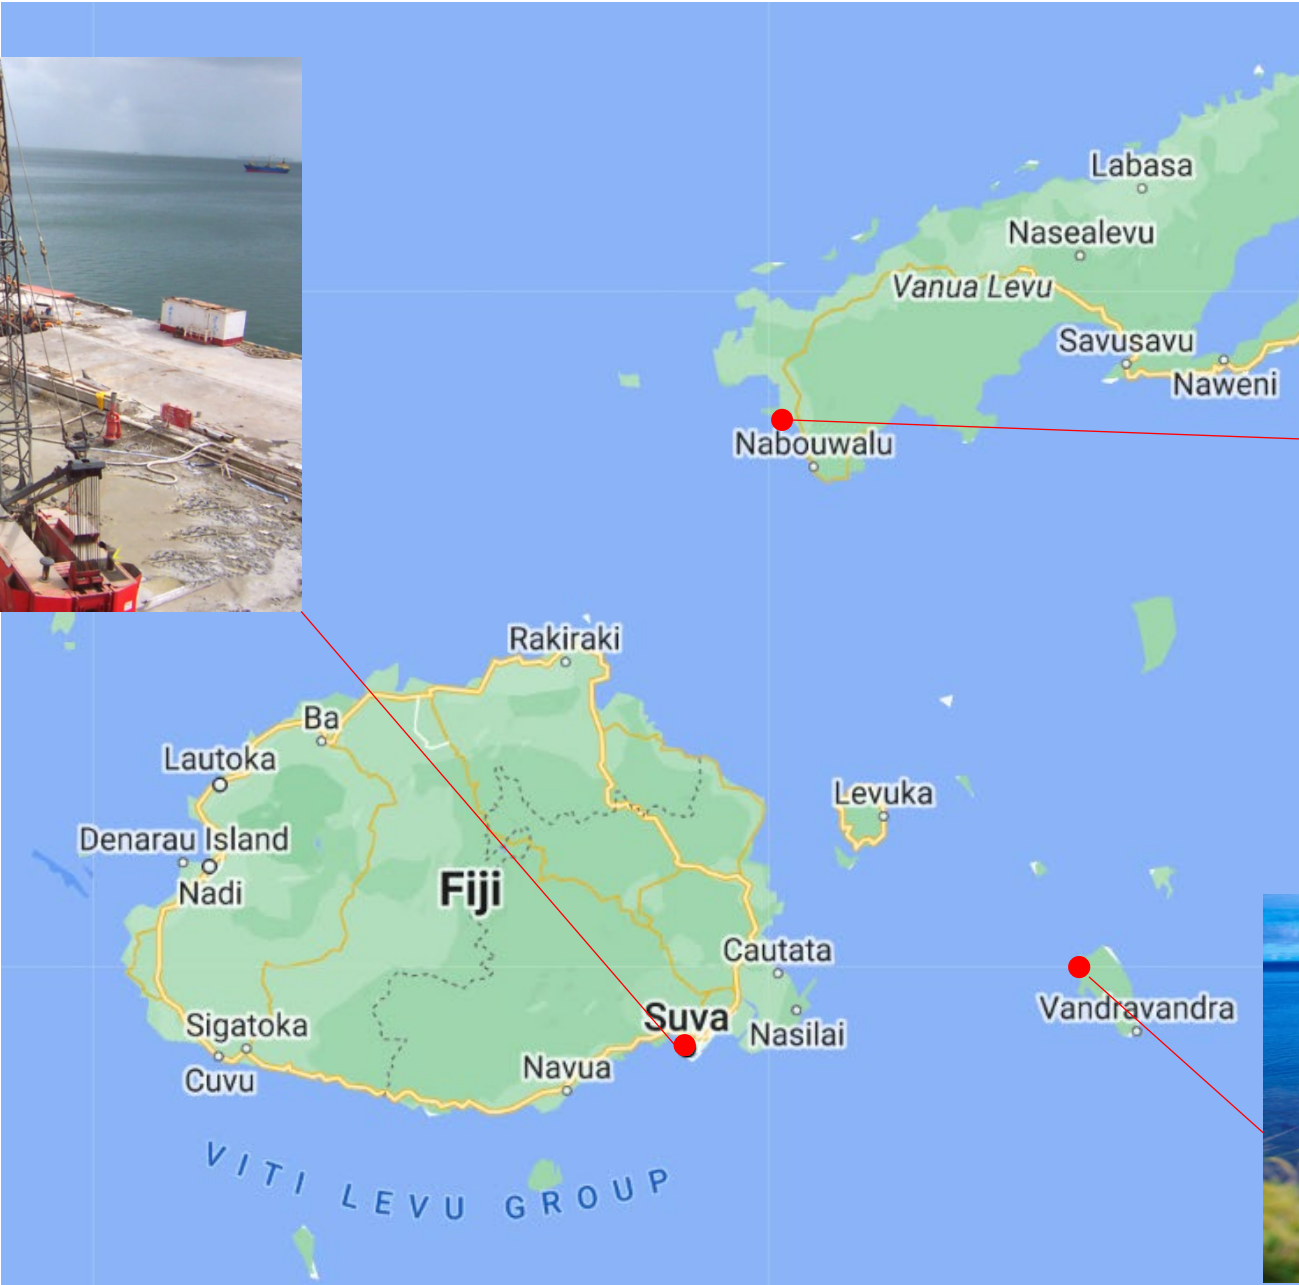 Labasa
Nasealevu
Vanua Levu
Savusavu
Naweni
Nabouwalu
Rakiraki
Ba
Lautoka
Levuka
Denarau Island
Nadi
Fiji
Cautata
Suva
Vandravandra
Sigatoka
Nasilai
Navua
Cuvu
VITI LEVU GROUP